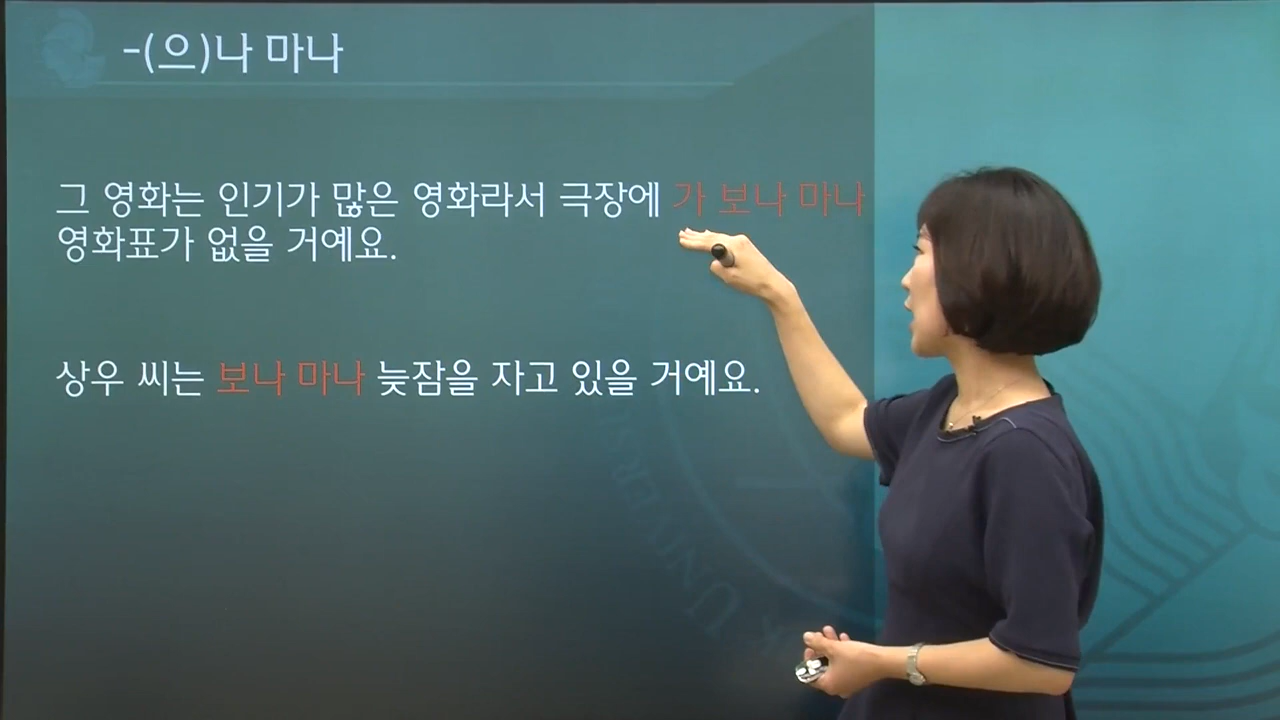 -(으)나 마나
그 영화는 인기가 많은 영화라서 극장에 가 보나 마나
영화표가 없을 거예요.
상우 씨는 보나 마나 늦잠을 자고 있을 거예요.